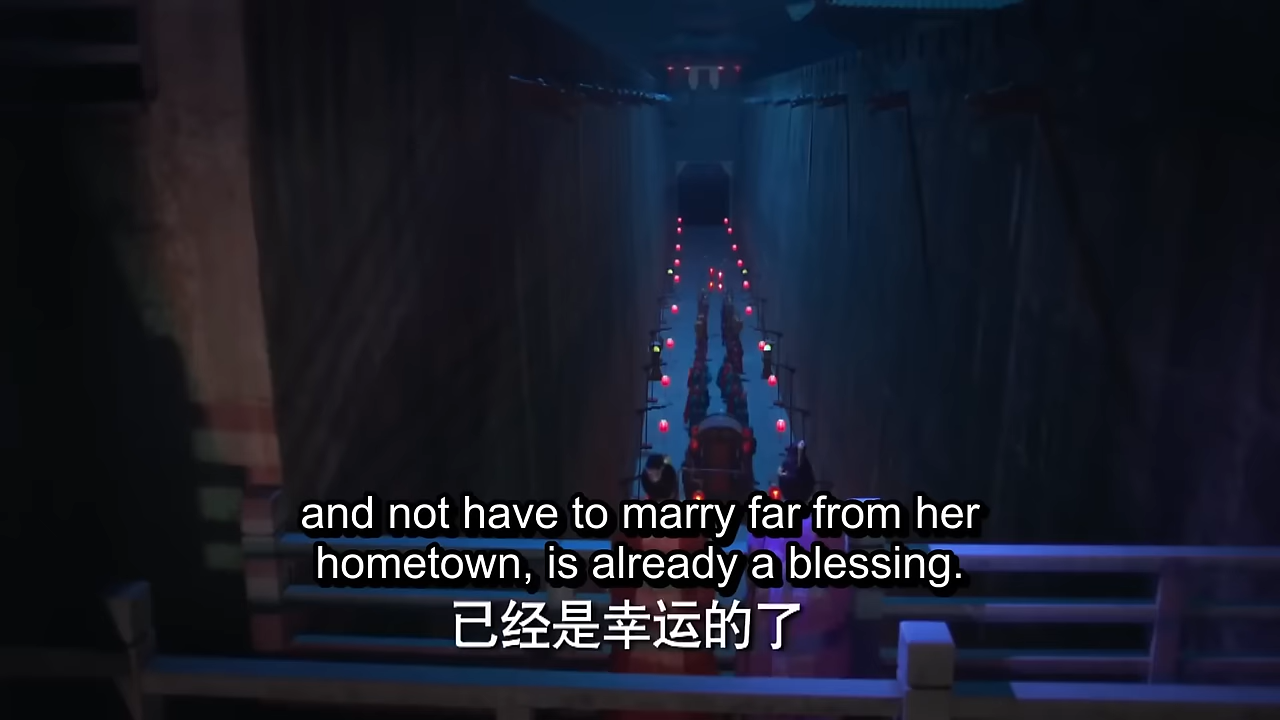 and not have to marry far from her
hometown, is already a blessing.
已经是幸运的了